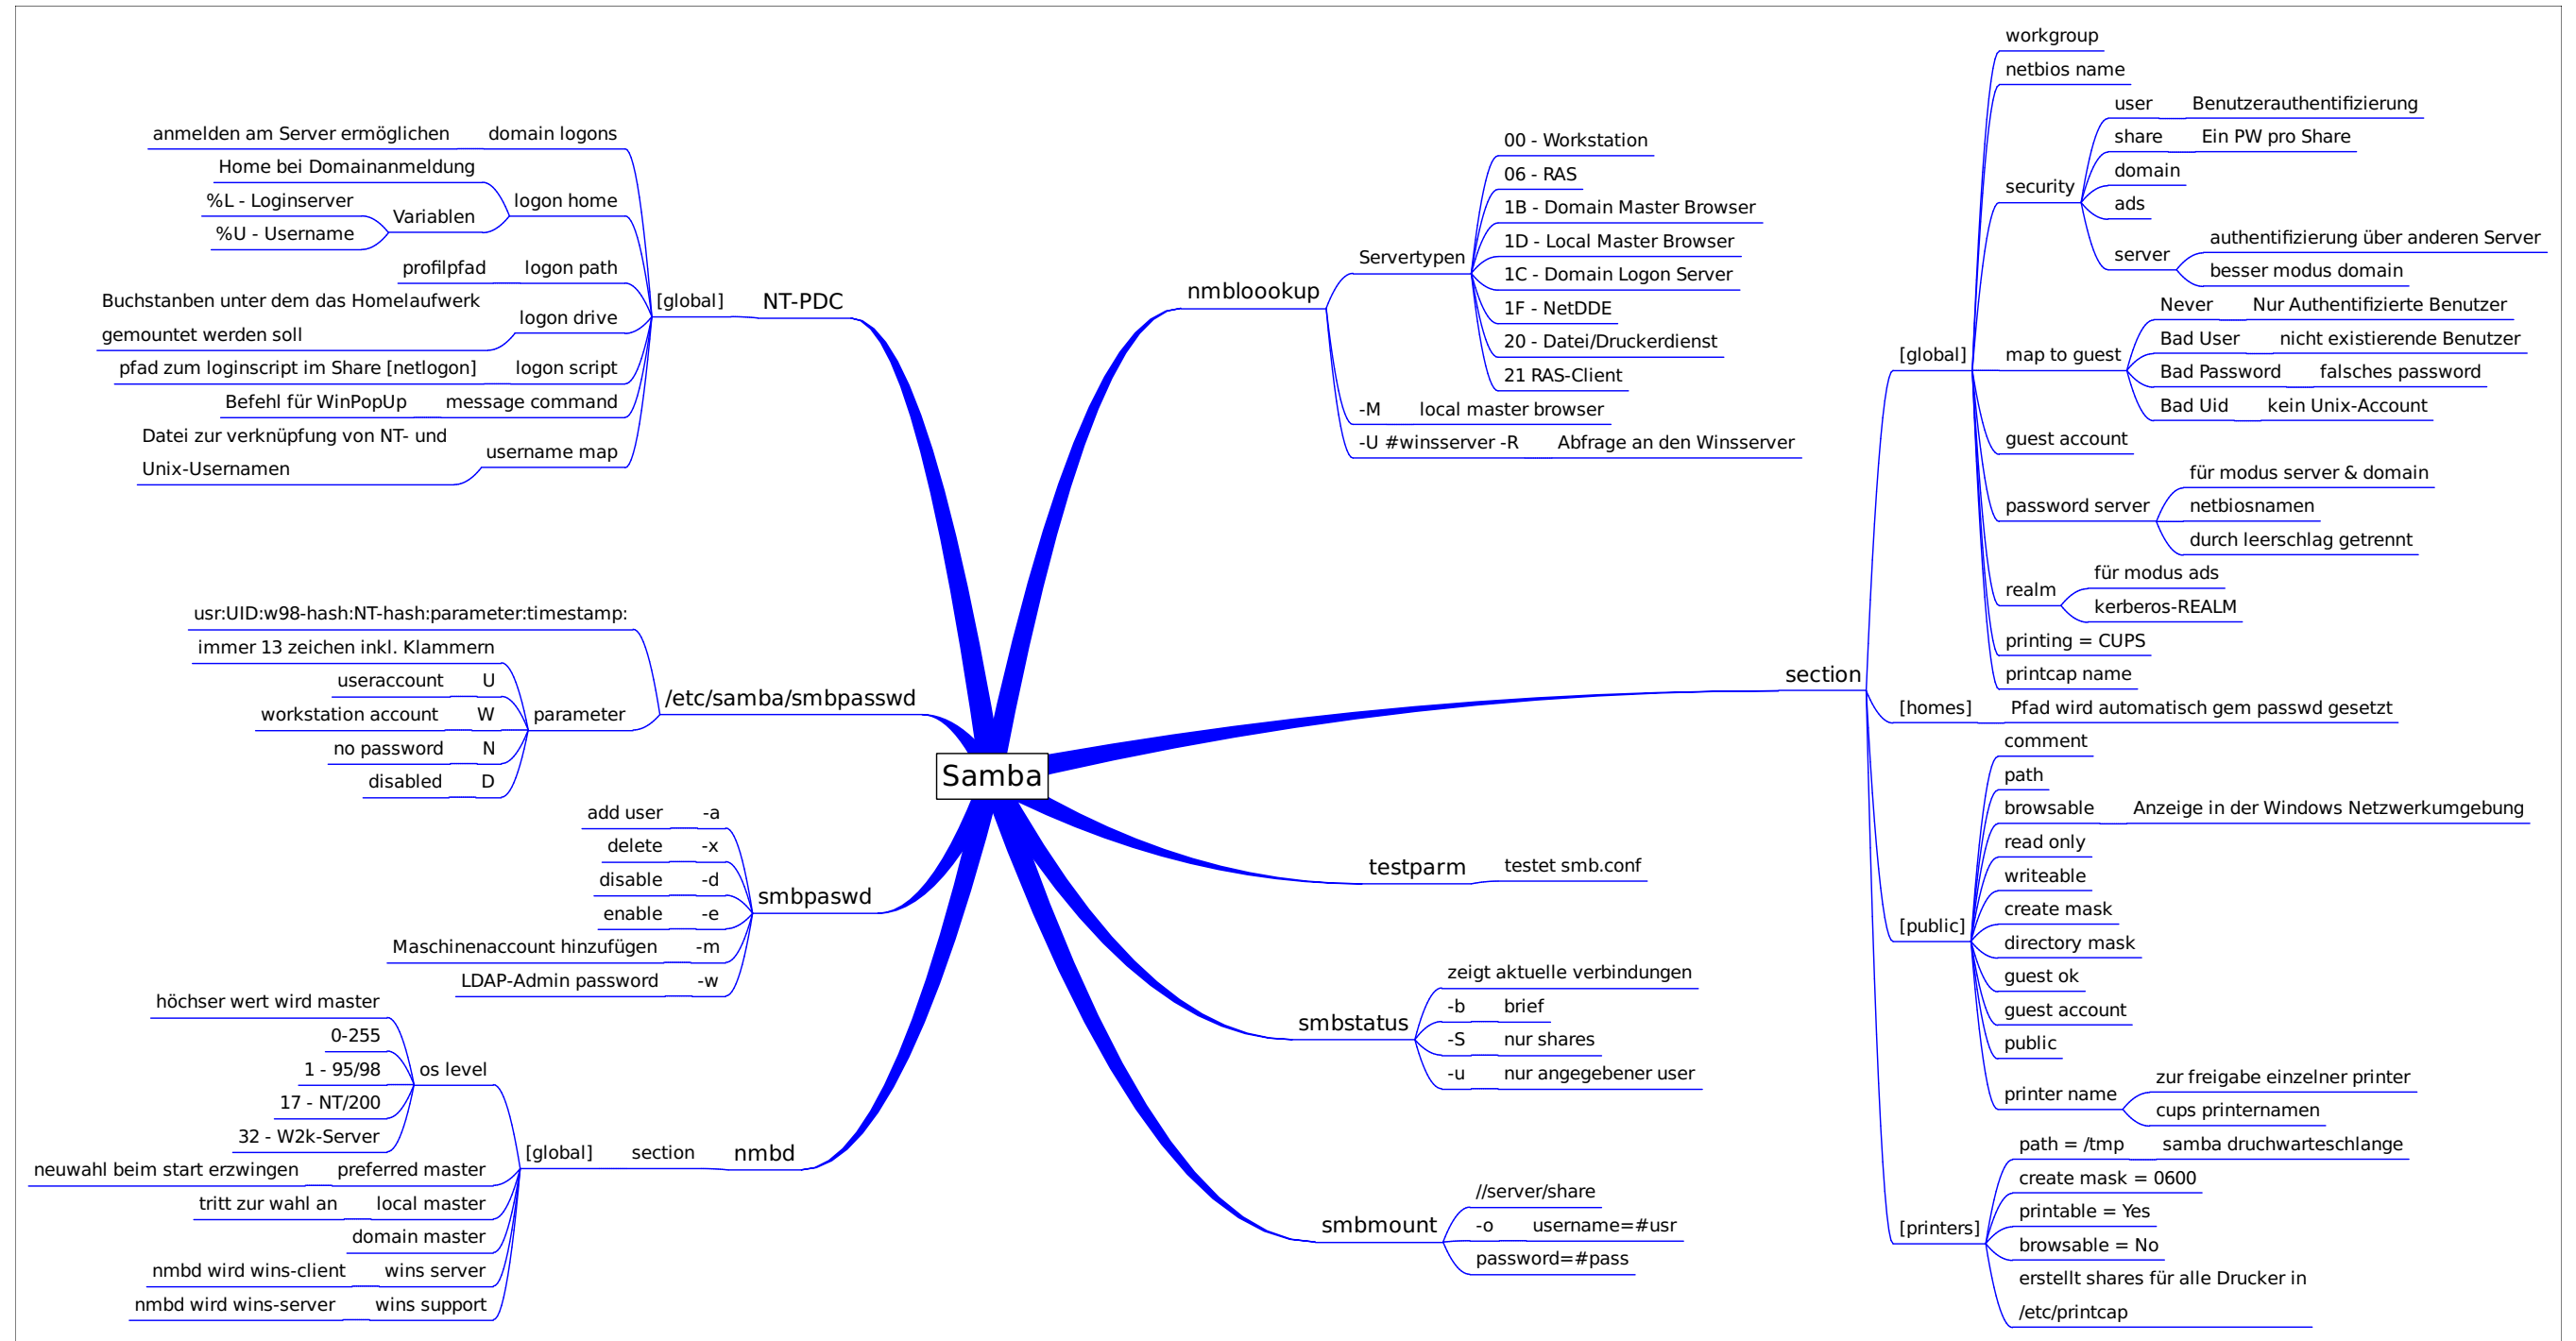 Samba
NT-PDC
[global]
domain logons
anmelden am Server ermöglichen
logon home
Home bei Domainanmeldung
Variablen
%L - Loginserver
%U - Username
logon path
profilpfad
logon drive
Buchstanben unter dem das Homelaufwerk
gemountet werden soll
logon script
pfad zum loginscript im Share [netlogon]
message command
Befehl für WinPopUp
username map
Datei zur verknüpfung von NT- und
Unix-Usernamen
/etc/samba/smbpasswd
usr:UID:w98-hash:NT-hash:parameter:timestamp:
parameter
immer 13 zeichen inkl. Klammern
U
useraccount
W
workstation account
N
no password
D
disabled
smbpaswd
-a
add user
-x
delete
-d
disable
-e
enable
-m
Maschinenaccount hinzufügen
-w
LDAP-Admin password
nmbd
section
[global]
os level
höchser wert wird master
0-255
1 - 95/98
17 - NT/200
32 - W2k-Server
preferred master
neuwahl beim start erzwingen
local master
tritt zur wahl an
domain master
wins server
nmbd wird wins-client
wins support
nmbd wird wins-server
nmbloookup
Servertypen
00 - Workstation
06 - RAS
1B - Domain Master Browser
1D - Local Master Browser
1C - Domain Logon Server
1F - NetDDE
20 - Datei/Druckerdienst
21 RAS-Client
-M
local master browser
-U #winsserver -R
Abfrage an den Winsserver
section
[global]
workgroup
netbios name
security
user
Benutzerauthentifizierung
share
Ein PW pro Share
domain
ads
server
authentifizierung über anderen Server
besser modus domain
map to guest
Never
Nur Authentifizierte Benutzer
Bad User
nicht existierende Benutzer
Bad Password
falsches password
Bad Uid
kein Unix-Account
guest account
password server
für modus server & domain
netbiosnamen
durch leerschlag getrennt
realm
für modus ads
kerberos-REALM
printing = CUPS
printcap name
[homes]
Pfad wird automatisch gem passwd gesetzt
[public]
comment
path
browsable
Anzeige in der Windows Netzwerkumgebung
read only
writeable
create mask
directory mask
guest ok
guest account
public
printer name
zur freigabe einzelner printer
cups printernamen
[printers]
path = /tmp
samba druchwarteschlange
create mask = 0600
printable = Yes
browsable = No
erstellt shares für alle Drucker in
/etc/printcap
testparm
testet smb.conf
smbstatus
zeigt aktuelle verbindungen
-b
brief
-S
nur shares
-u
nur angegebener user
smbmount
//server/share
-o
username=#usr
password=#pass